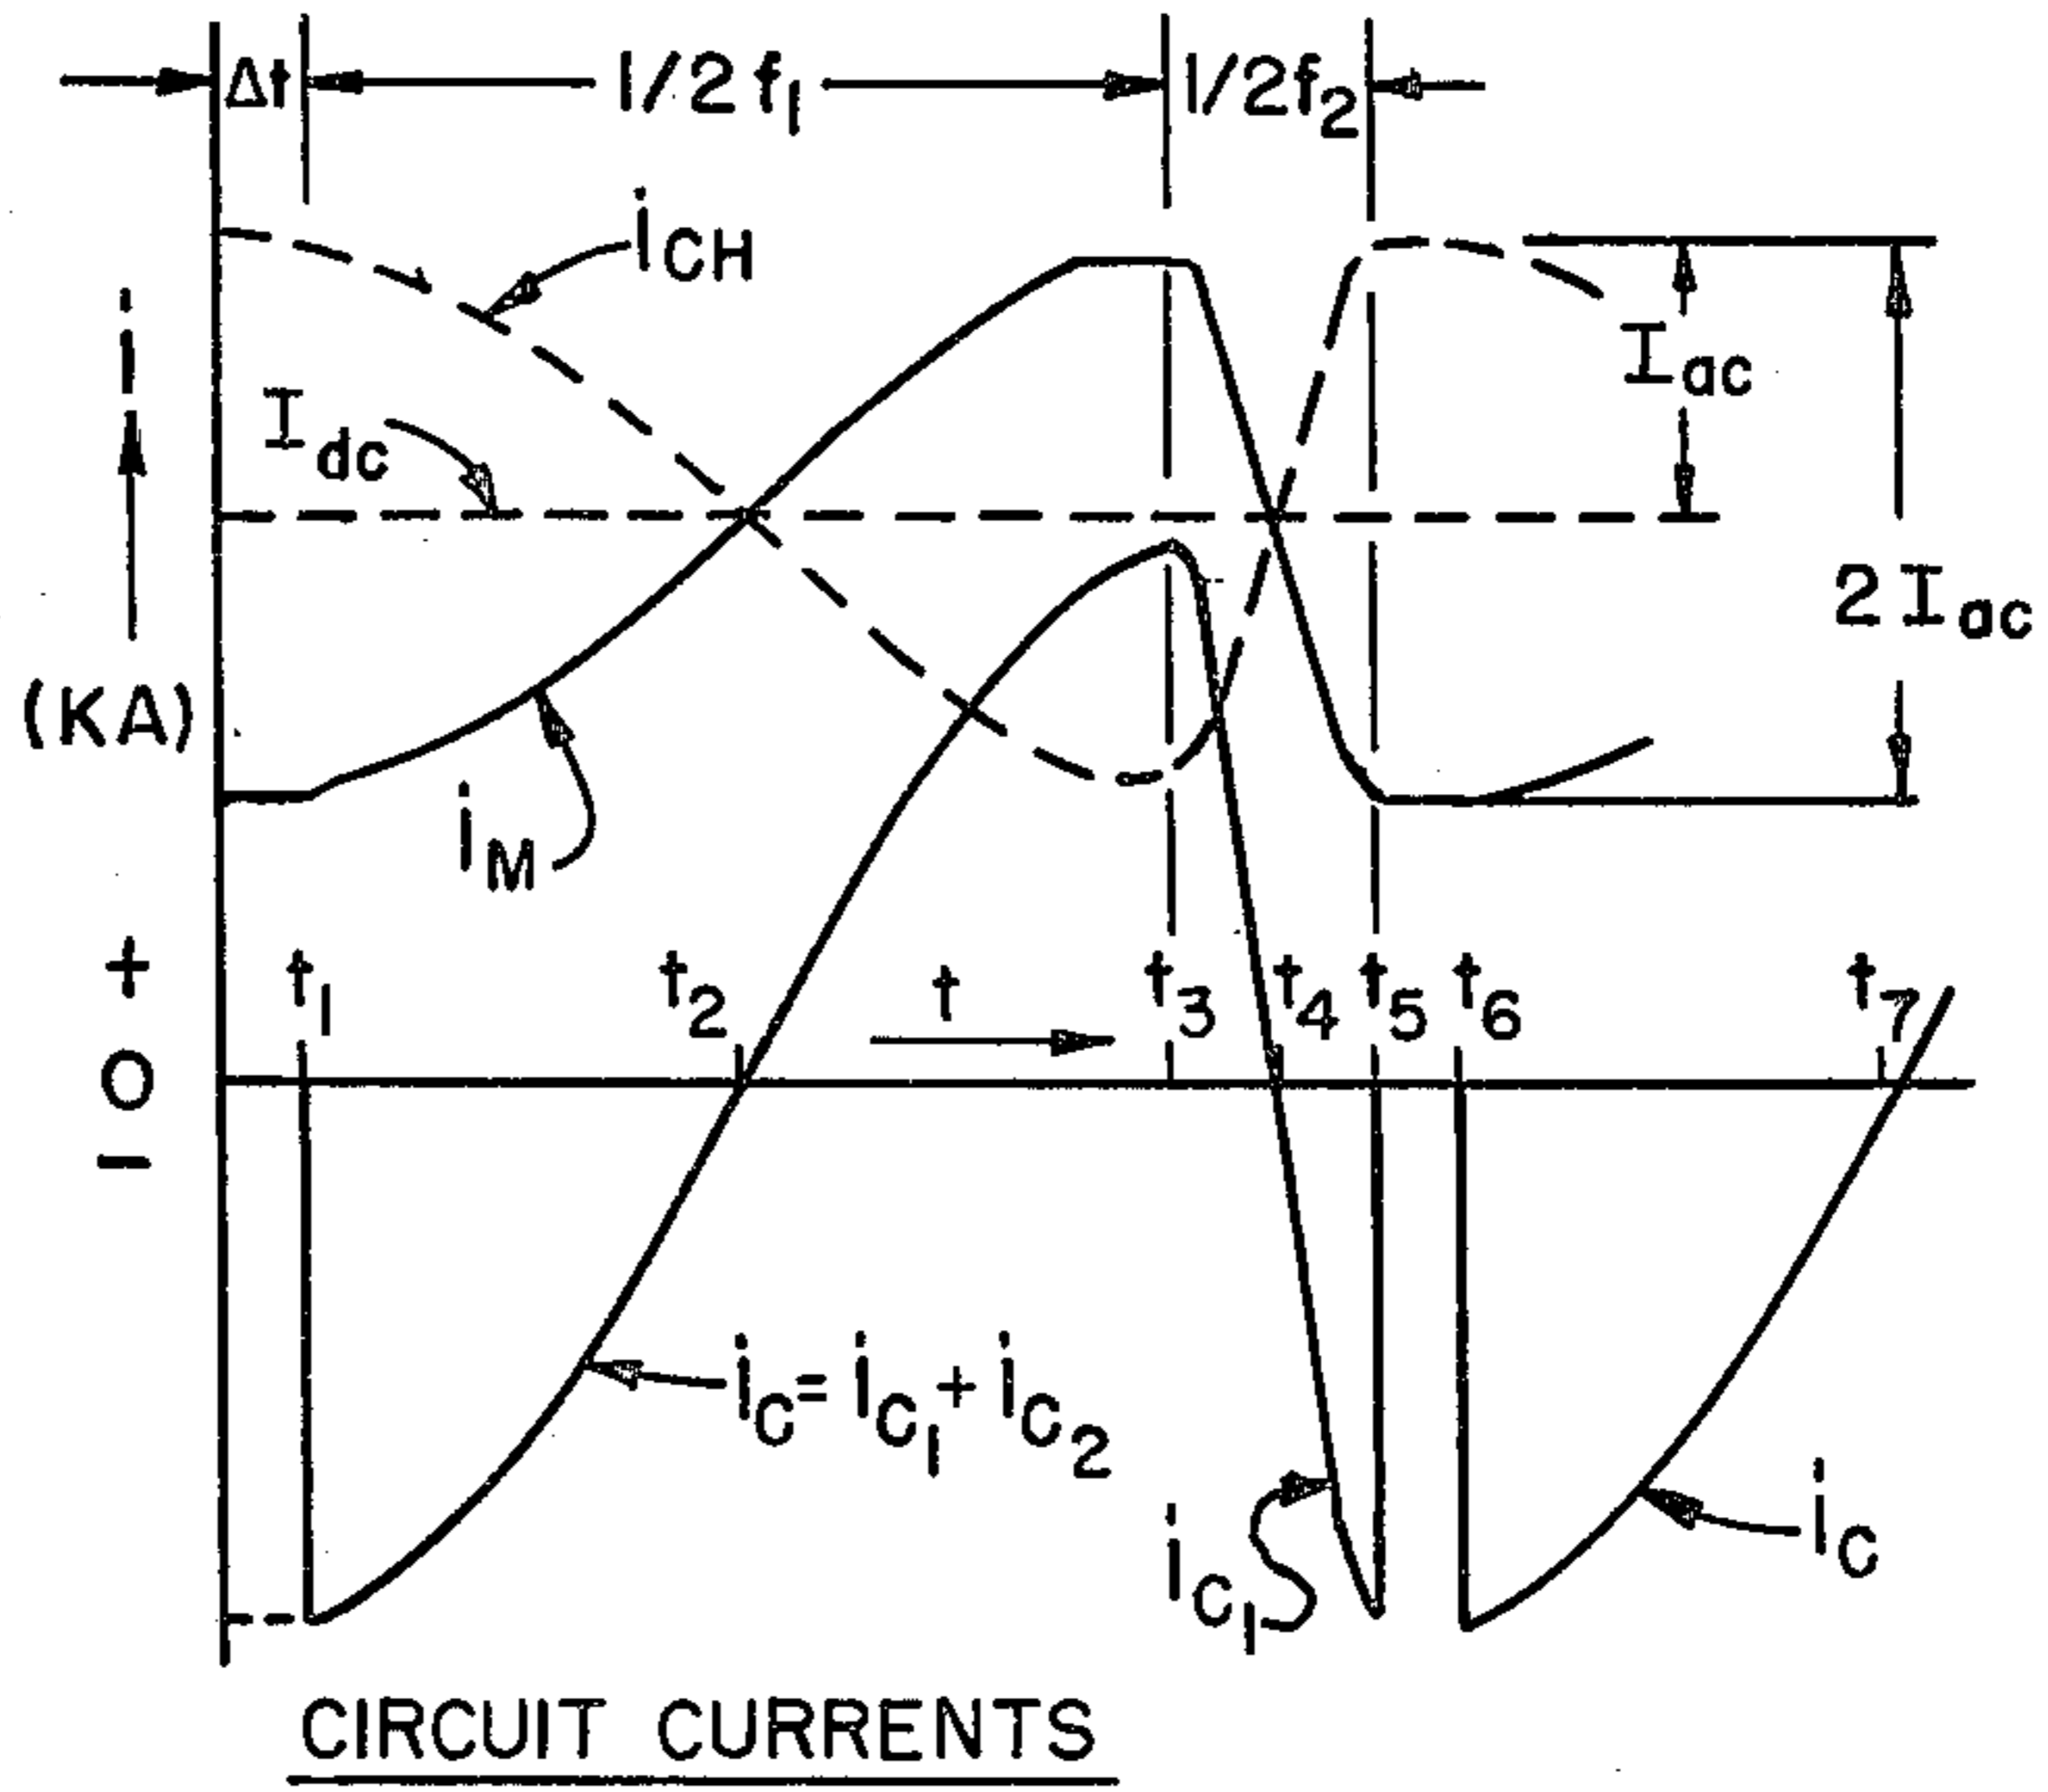 Δt 1/2 f₁ 1/2f₂
iCH
i
Idc
Iac
2 Iac
(KA)
iM
+
t₁ t₂ t t₃ t₄ t₅ t₆ t₇
0
−
iC = iC₁ + iC₂
iC₁
iC
CIRCUIT CURRENTS